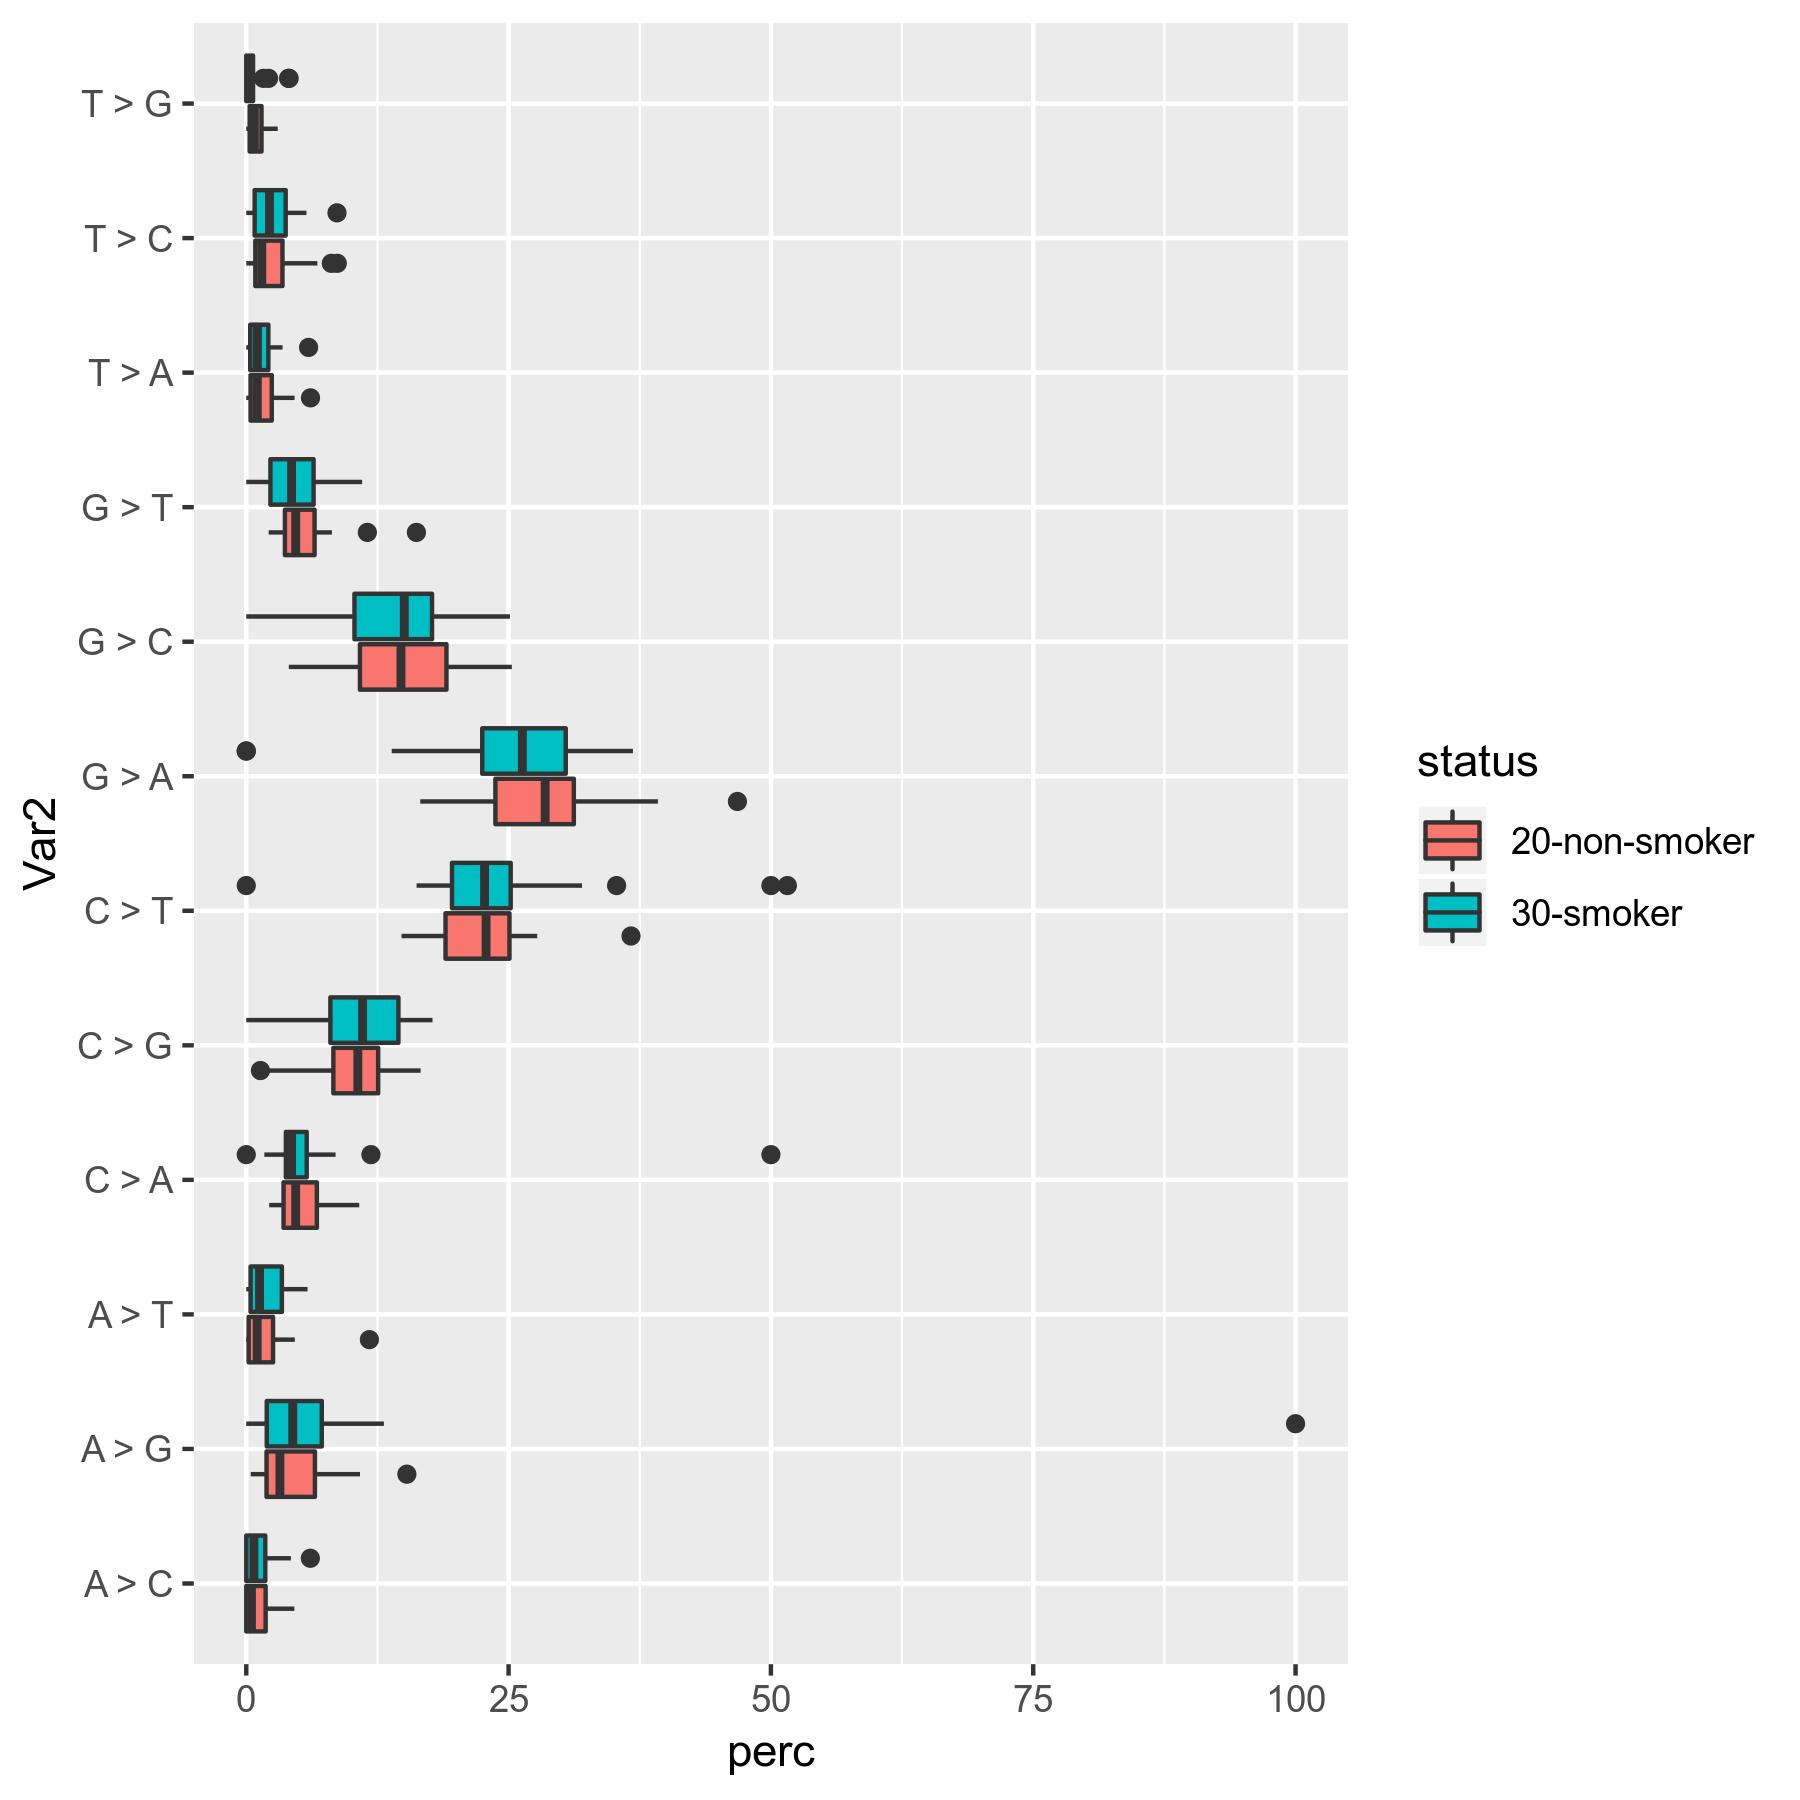 T > G
T > C
T > A
G > T
G > C
G > A
C > T
C > G
C > A
A > T
A > G
A > C
Var2
0 25 50 75 100
perc
status
20-non-smoker
30-smoker